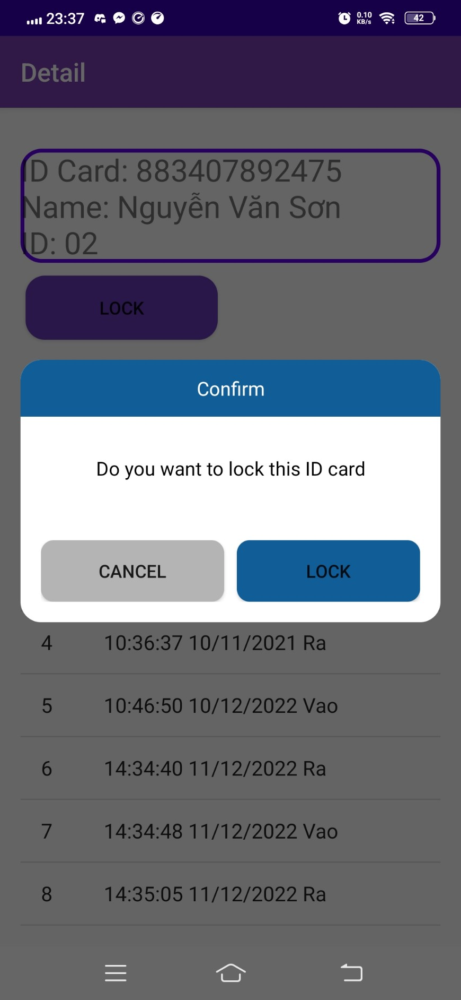 23:37 0.10 KB/s 42
Detail
ID Card: 883407892475
Name: Nguyễn Văn Sơn
ID: 02
LOCK
Confirm
Do you want to lock this ID card
CANCEL LOCK
4 10:36:37 10/11/2021 Ra
5 10:46:50 10/12/2022 Vao
6 14:34:40 11/12/2022 Ra
7 14:34:48 11/12/2022 Vao
8 14:35:05 11/12/2022 Ra